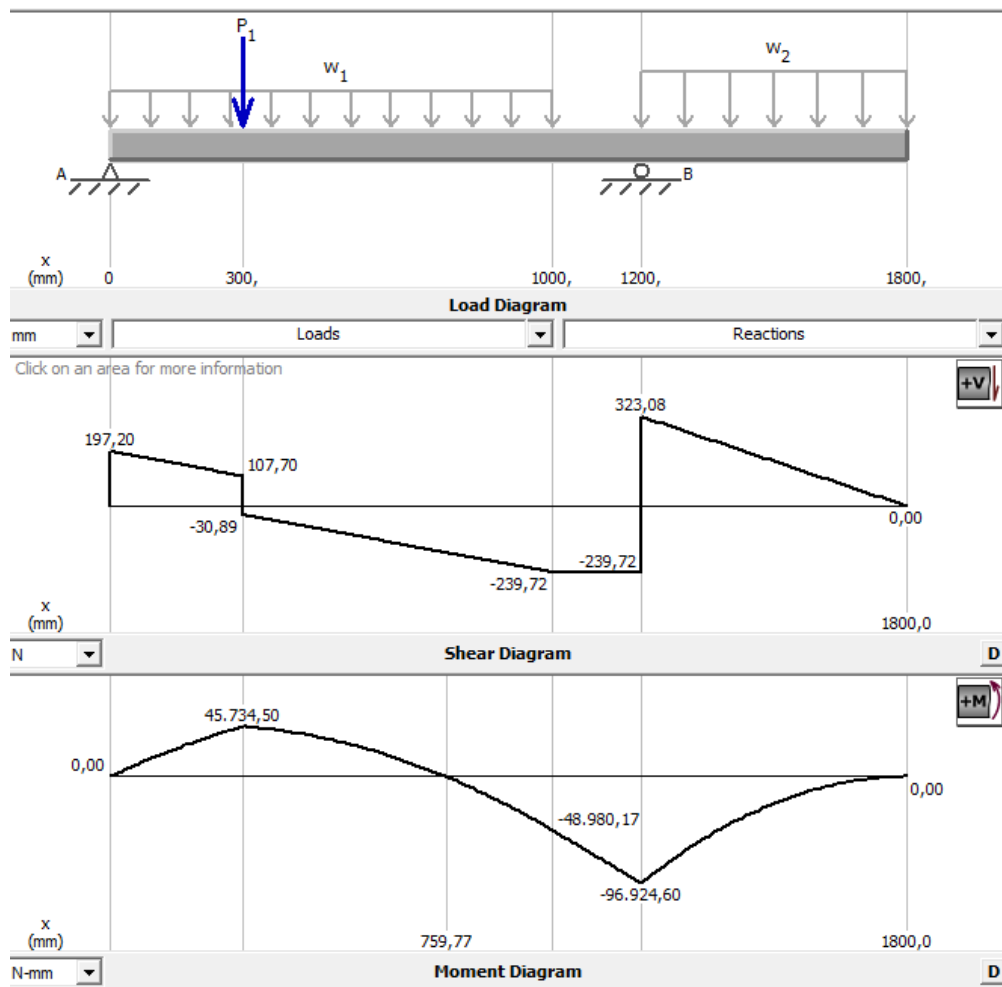 P1
w1
w2
A
B
x
(mm) 0 300, 1000, 1200, 1800,
Load Diagram
mm Loads Reactions
Click on an area for more information
+V
323,08
197,20
107,70
-30,89
0,00
-239,72
-239,72
x
(mm) 1800,0
N Shear Diagram D
+M
45.734,50
0,00
0,00
-48.980,17
-96.924,60
x
(mm) 759,77 1800,0
N-mm Moment Diagram D